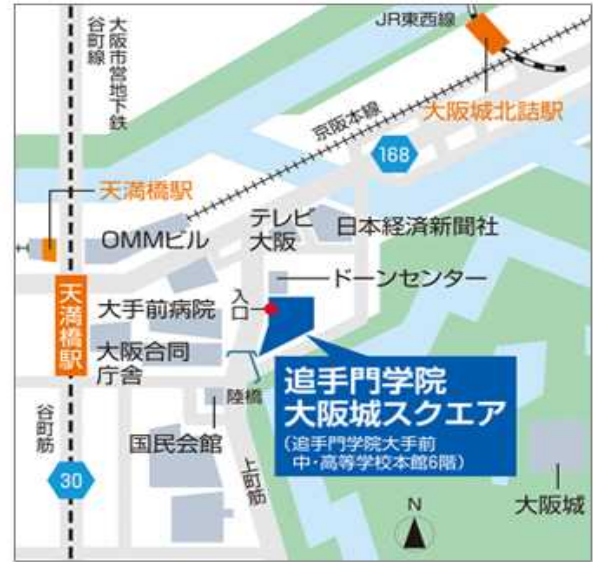 JR東西線
大阪市営地下鉄
谷町線
大阪城北詰駅
京阪本線
168
天満橋駅
OMMビル
テレビ
大阪
日本経済新聞社
ドーンセンター
天満橋駅
大手前病院
入口
大阪合同
庁舎
陸橋
追手門学院
大阪城スクエア
(追手門学院大手前
中・高等学校本館6階)
谷町筋
国民会館
上町筋
30
大阪城
N